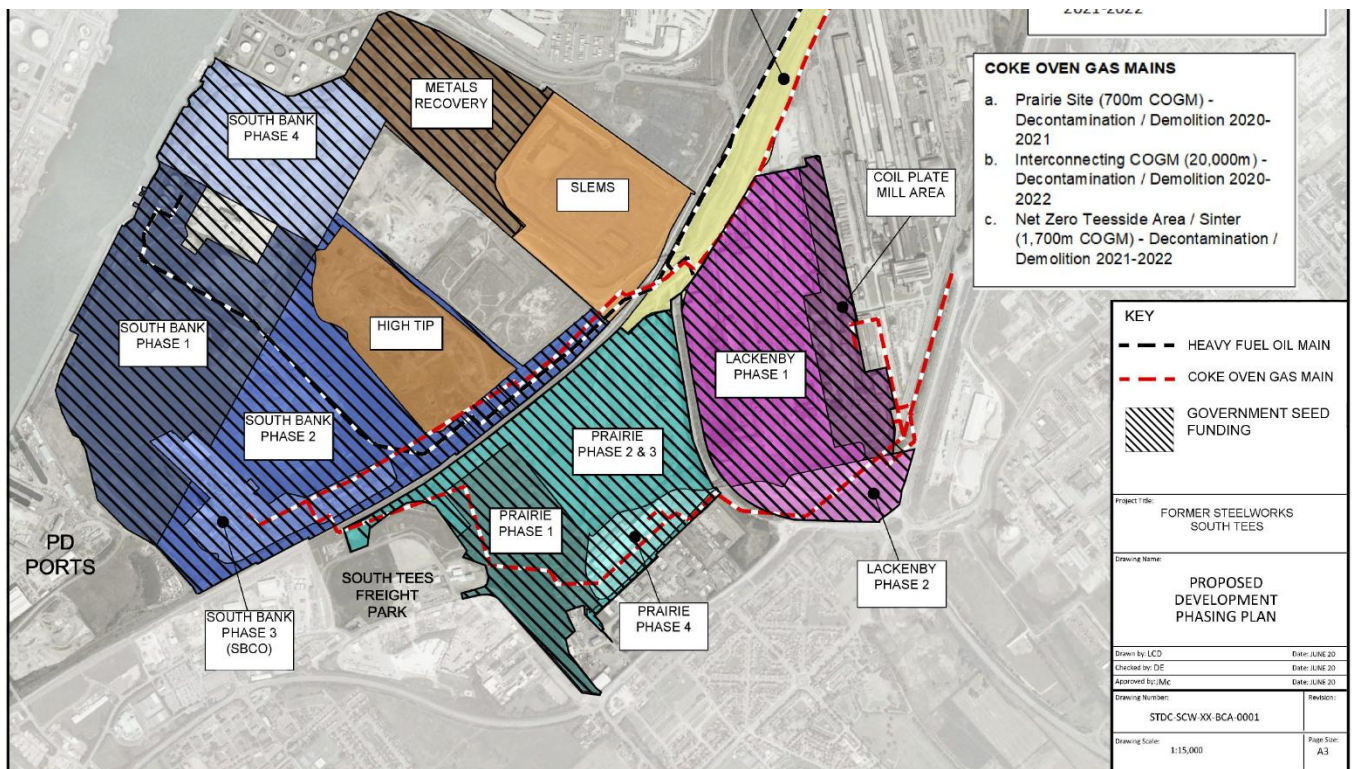 2021-2022
COKE OVEN GAS MAINS
a. Prairie Site (700m COGM) -
Decontamination / Demolition 2020-
2021
b. Interconnecting COGM (20,000m) -
Decontamination / Demolition 2020-
2022
c. Net Zero Teesside Area / Sinter
(1,700m COGM) - Decontamination /
Demolition 2021-2022
METALS
RECOVERY
SOUTH BANK
PHASE 4
SLEMS
COIL PLATE
MILL AREA
HIGH TIP
SOUTH BANK
PHASE 1
LACKENBY
PHASE 1
SOUTH BANK
PHASE 2
PRAIRIE
PHASE 2 & 3
PRAIRIE
PHASE 1
PD
PORTS
SOUTH TEES
FREIGHT
PARK
LACKENBY
PHASE 2
SOUTH BANK
PHASE 3
(SBCO)
PRAIRIE
PHASE 4
KEY
HEAVY FUEL OIL MAIN
COKE OVEN GAS MAIN
GOVERNMENT SEED
FUNDING
Project Title:
FORMER STEELWORKS
SOUTH TEES
Drawing Name:
PROPOSED
DEVELOPMENT
PHASING PLAN
Drawn by: LCD Date: JUNE 20
Checked by: DE Date: JUNE 20
Approved by: JMc Date: JUNE 20
Drawing Number: Revision:
STDC-SCW-XX-BCA-0001
Drawing Scale: Page Size:
1:15,000 A3